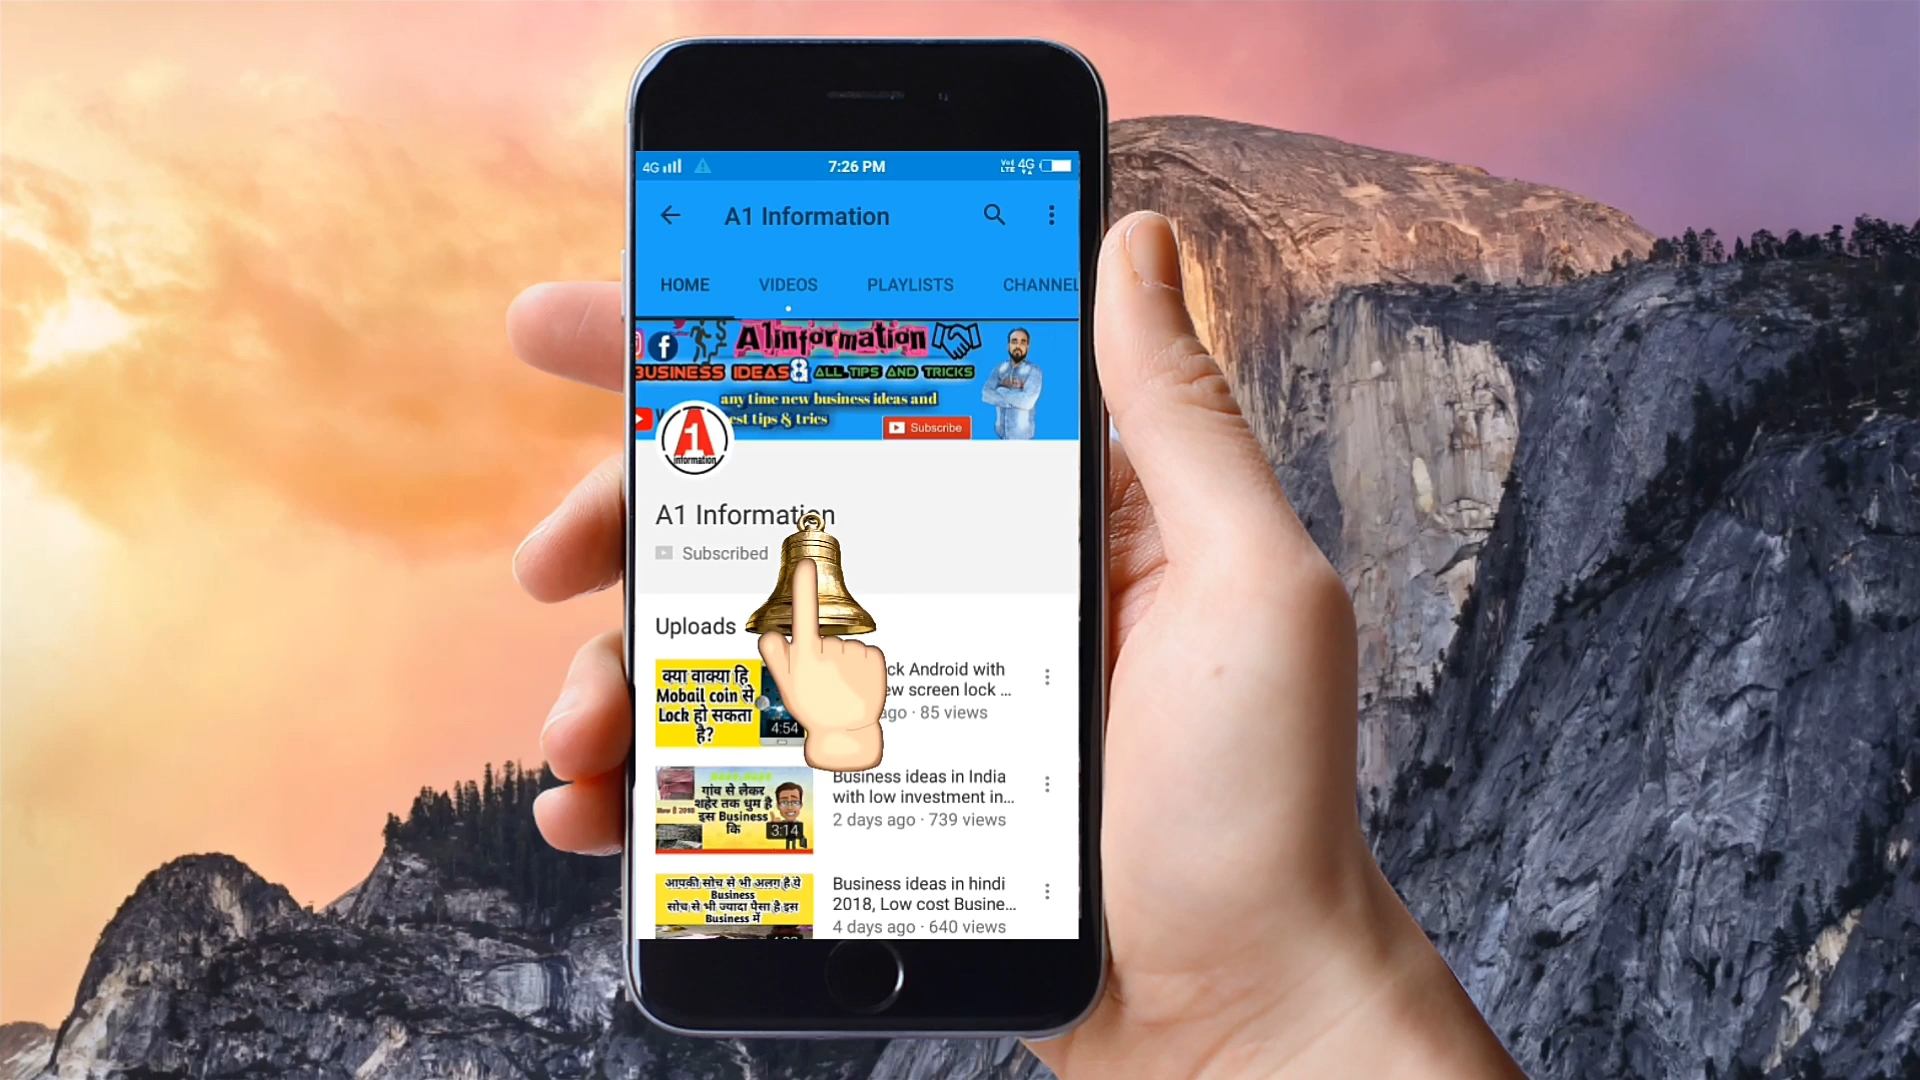 4G
7:26 PM
4G
A1 Information
HOME
VIDEOS
PLAYLISTS
CHANNEL
A1information
BUSINESS IDEAS & ALL TIPS AND TRICKS
any time new business ideas and
est tips & trics
Subscribe
A1
information
A1 Information
Subscribed
Uploads
क्या वाक्या हि
Mobail coin से
Lock हो सकता
है?
4:54
ck Android with
ew screen lock ...
ago · 85 views
गांव से लेकर
शहेर तक धुम है
इस Business
कि
3:14
Business ideas in India
with low investment in...
2 days ago · 739 views
आपकी सोच से भी अलग है ये
Business
सोच से भी ज्यादा पैसा है इस
Business में
Business ideas in hindi
2018, Low cost Busine...
4 days ago · 640 views